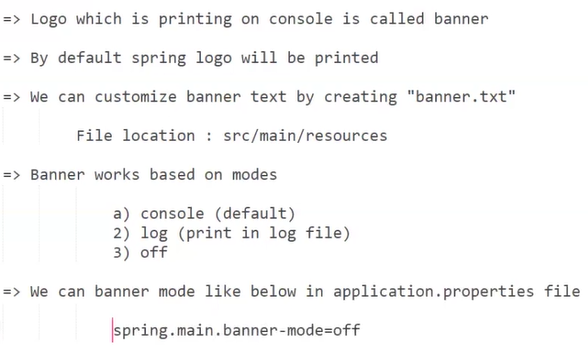 => Logo which is printing on console is called banner
=> By default spring logo will be printed
=> We can customize banner text by creating "banner.txt"
File location : src/main/resources
=> Banner works based on modes
a) console (default)
2) log (print in log file)
3) off
=> We can banner mode like below in application.properties file
spring.main.banner-mode=off